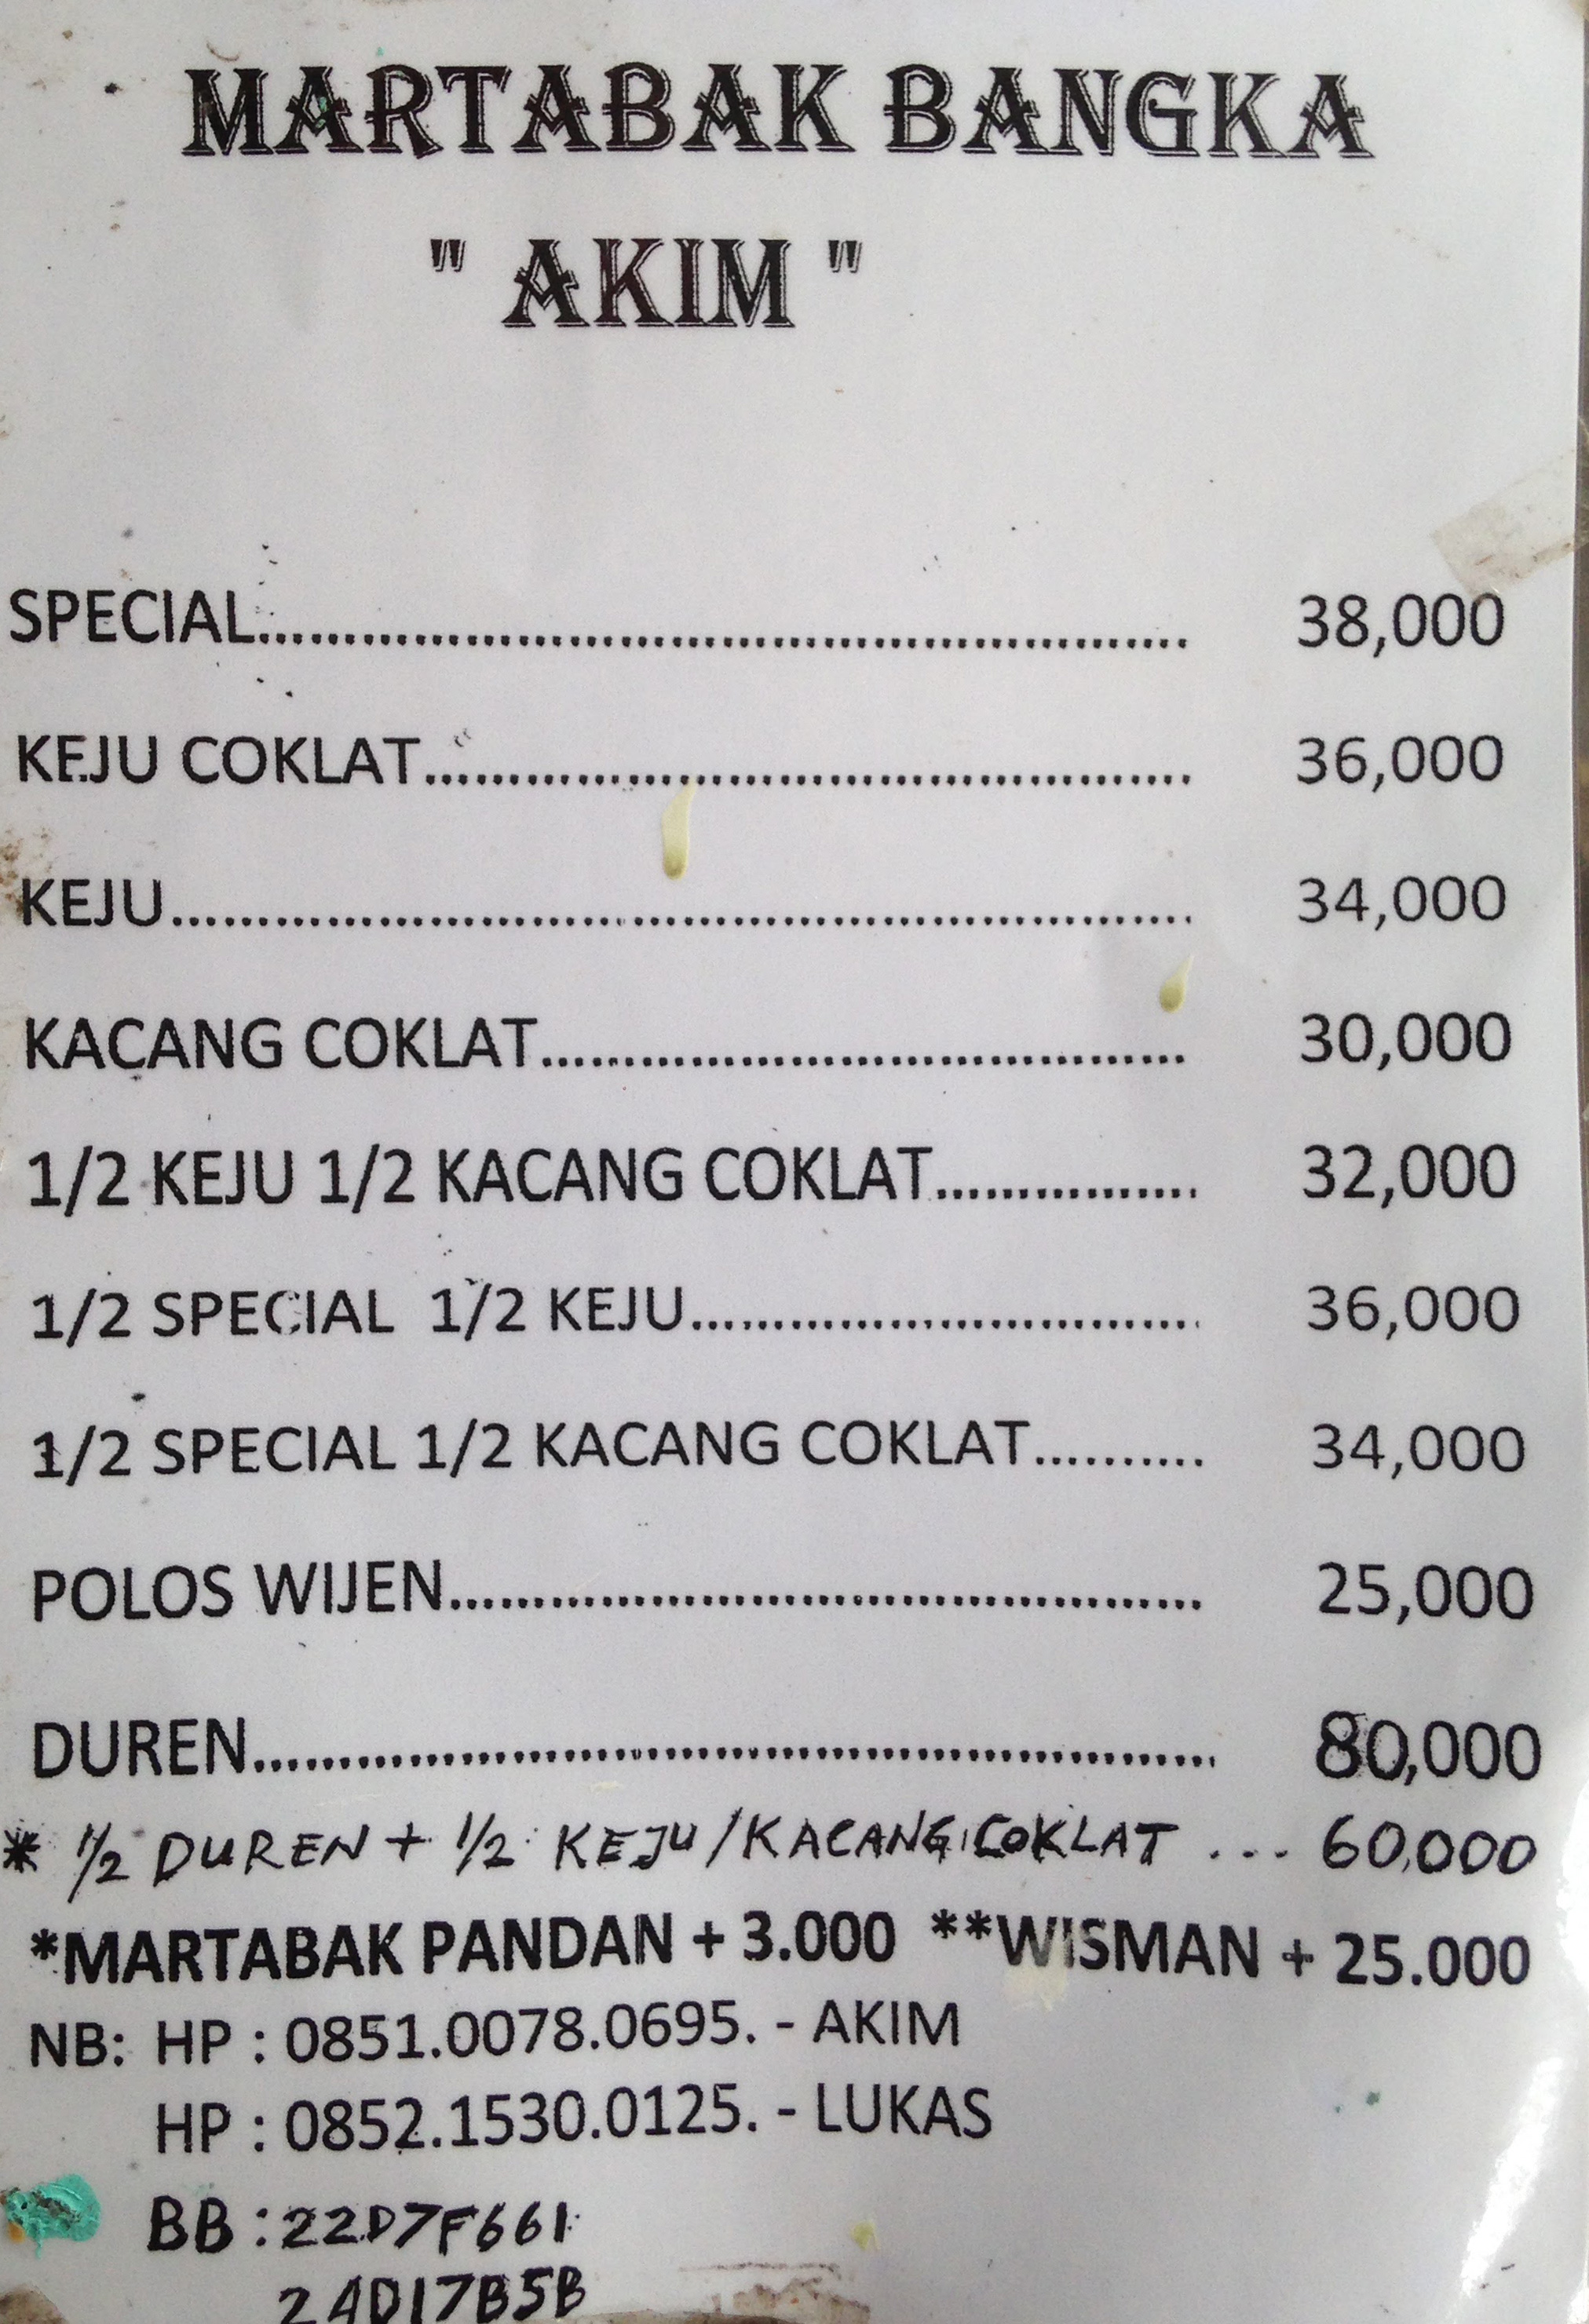 MARTABAK BANGKA
" AKIM "
SPECIAL................................................... 38,000
KEJU COKLAT.......................................... 36,000
KEJU........................................................ 34,000
KACANG COKLAT................................... 30,000
1/2 KEJU 1/2 KACANG COKLAT............... 32,000
1/2 SPECIAL 1/2 KEJU............................ 36,000
1/2 SPECIAL 1/2 KACANG COKLAT.......... 34,000
POLOS WIJEN......................................... 25,000
DUREN.................................................... 80,000
* 1/2 DUREN + 1/2 KEJU/KACANG COKLAT ... 60,000
*MARTABAK PANDAN + 3.000 **WISMAN + 25.000
NB: HP : 0851.0078.0695. - AKIM
HP : 0852.1530.0125. - LUKAS
BB : 22D7F661
2AD17B5B